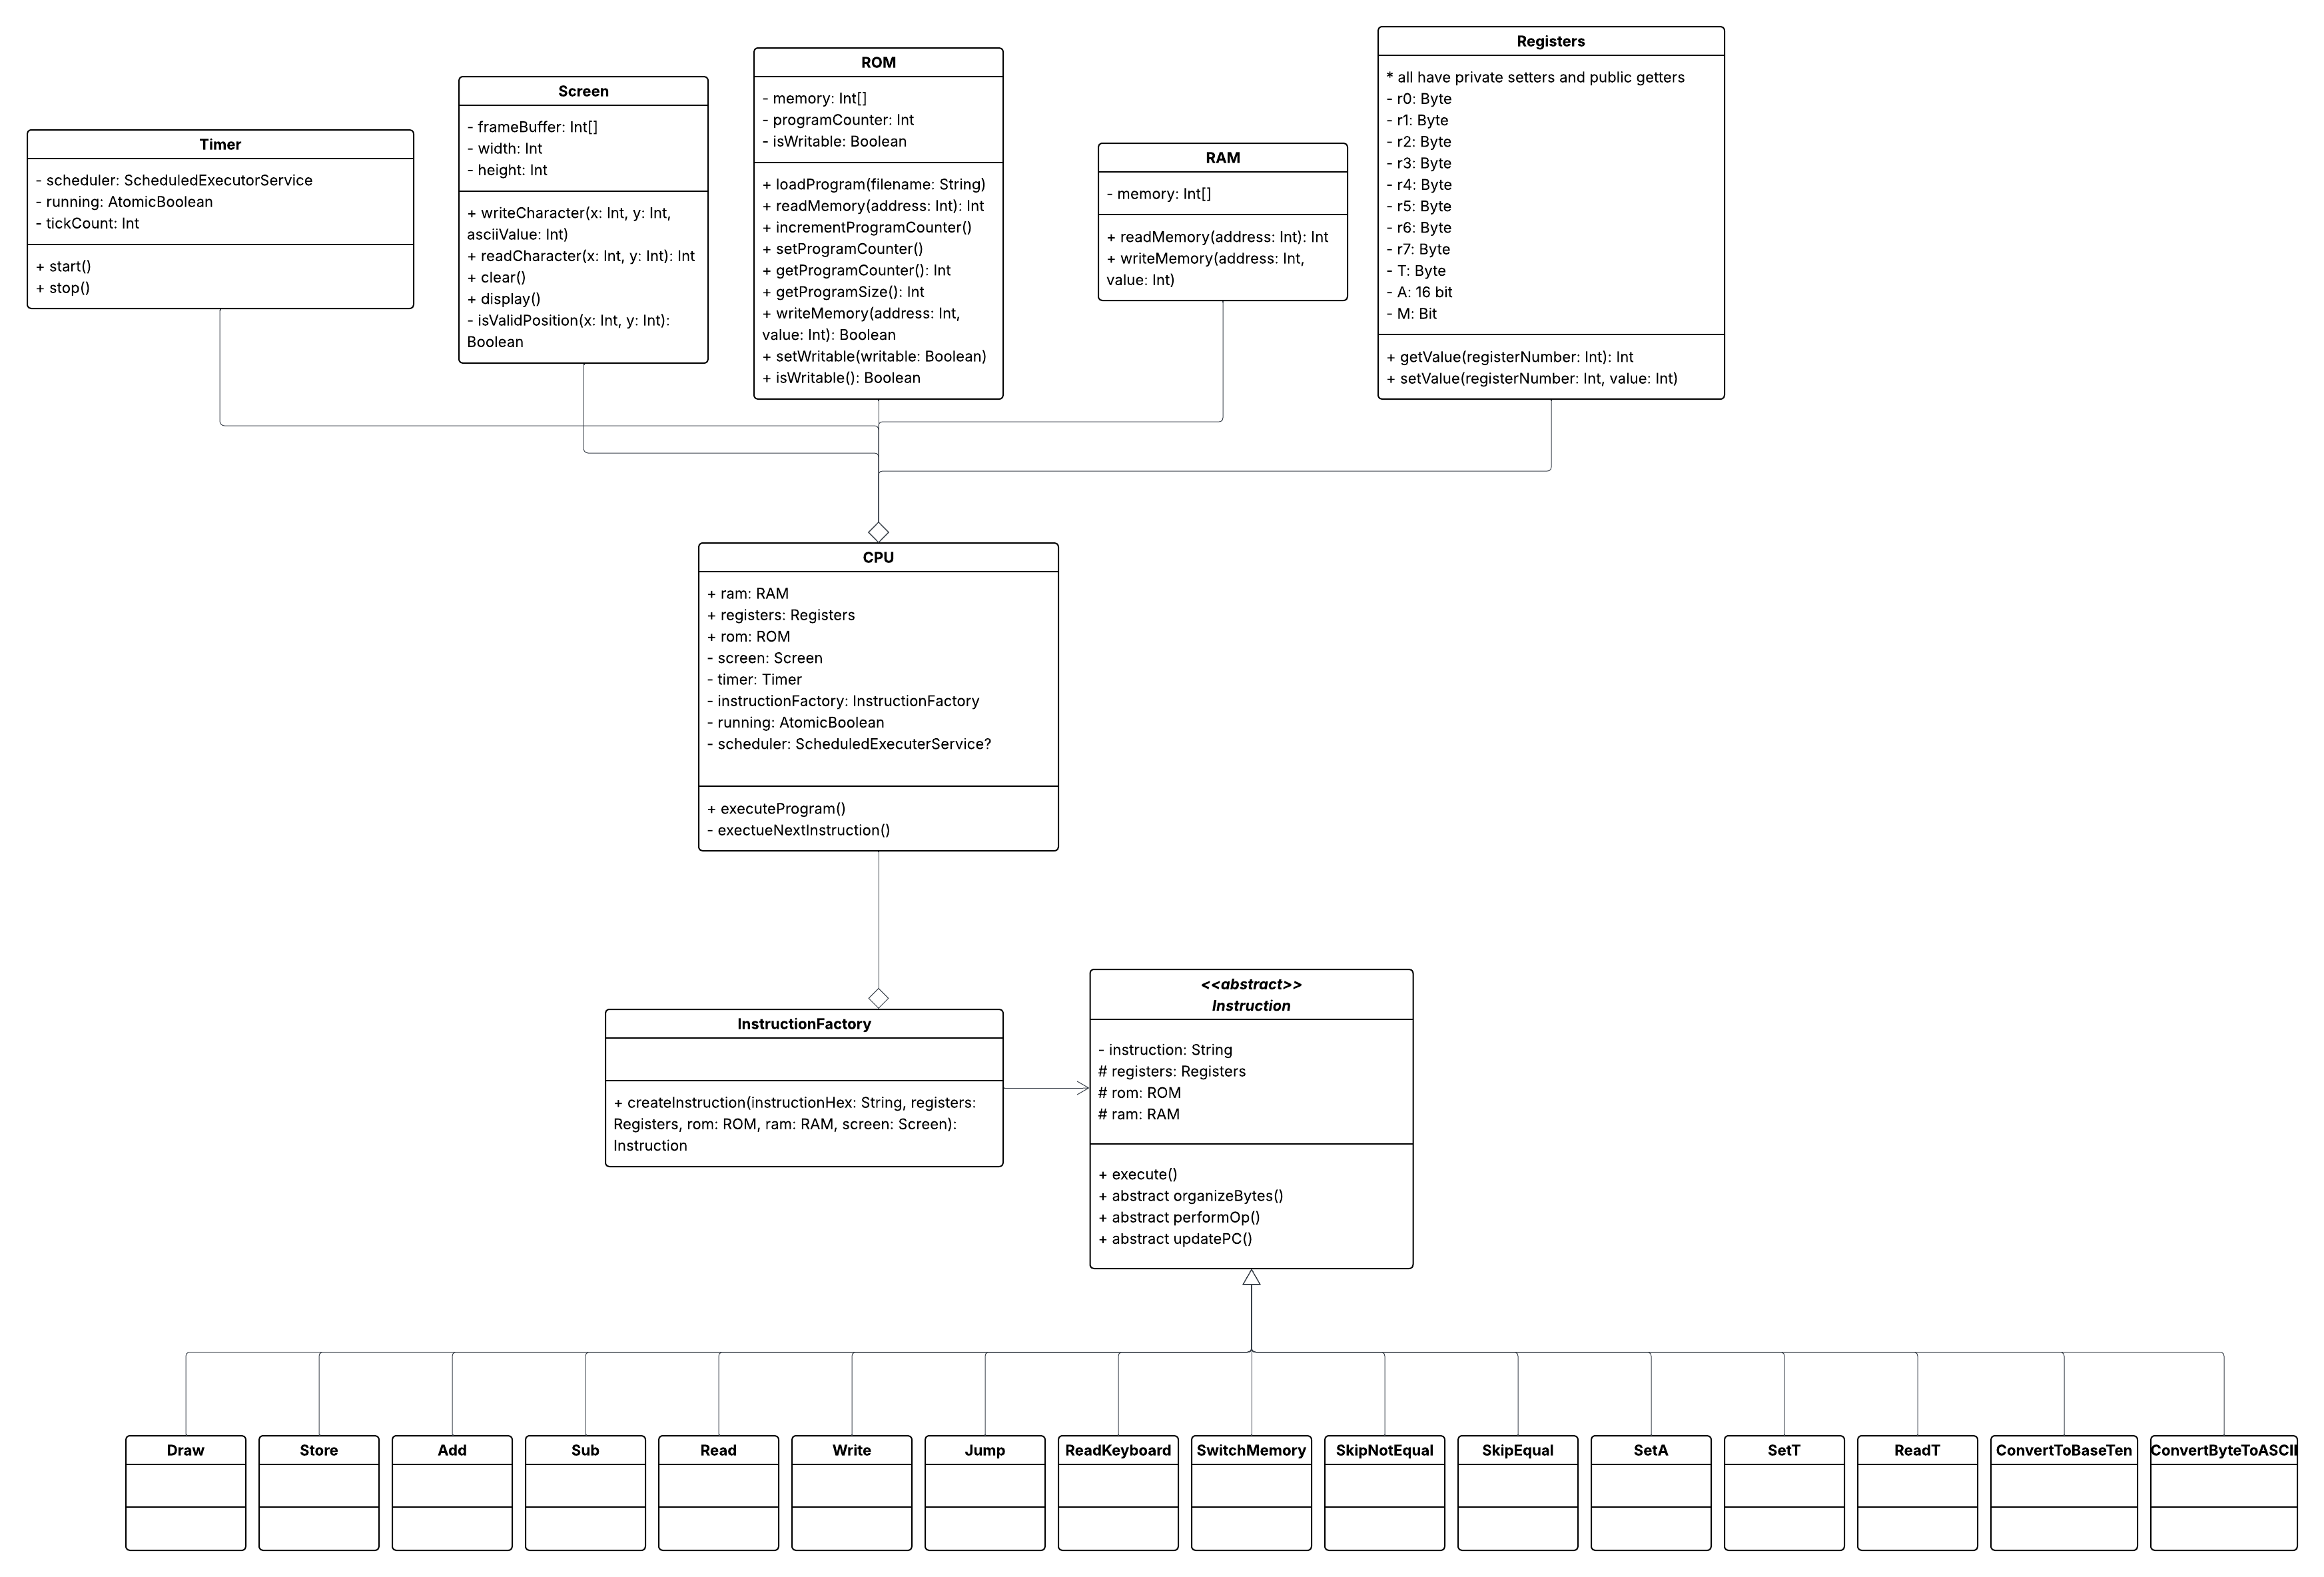 Timer
- scheduler: ScheduledExecutorService
- running: AtomicBoolean
- tickCount: Int
+ start()
+ stop()
Screen
- frameBuffer: Int[]
- width: Int
- height: Int
+ writeCharacter(x: Int, y: Int,
asciiValue: Int)
+ readCharacter(x: Int, y: Int): Int
+ clear()
+ display()
- isValidPosition(x: Int, y: Int):
Boolean
ROM
- memory: Int[]
- programCounter: Int
- isWritable: Boolean
+ loadProgram(filename: String)
+ readMemory(address: Int): Int
+ incrementProgramCounter()
+ setProgramCounter()
+ getProgramCounter(): Int
+ getProgramSize(): Int
+ writeMemory(address: Int,
value: Int): Boolean
+ setWritable(writable: Boolean)
+ isWritable(): Boolean
RAM
- memory: Int[]
+ readMemory(address: Int): Int
+ writeMemory(address: Int,
value: Int)
Registers
* all have private setters and public getters
- r0: Byte
- r1: Byte
- r2: Byte
- r3: Byte
- r4: Byte
- r5: Byte
- r6: Byte
- r7: Byte
- T: Byte
- A: 16 bit
- M: Bit
+ getValue(registerNumber: Int): Int
+ setValue(registerNumber: Int, value: Int)
CPU
+ ram: RAM
+ registers: Registers
+ rom: ROM
- screen: Screen
- timer: Timer
- instructionFactory: InstructionFactory
- running: AtomicBoolean
- scheduler: ScheduledExecuterService?
+ executeProgram()
- exectueNextInstruction()
InstructionFactory
+ createInstruction(instructionHex: String, registers:
Registers, rom: ROM, ram: RAM, screen: Screen):
Instruction
<<abstract>>
Instruction
- instruction: String
# registers: Registers
# rom: ROM
# ram: RAM
+ execute()
+ abstract organizeBytes()
+ abstract performOp()
+ abstract updatePC()
Draw
Store
Add
Sub
Read
Write
Jump
ReadKeyboard
SwitchMemory
SkipNotEqual
SkipEqual
SetA
SetT
ReadT
ConvertToBaseTen
ConvertByteToASCII